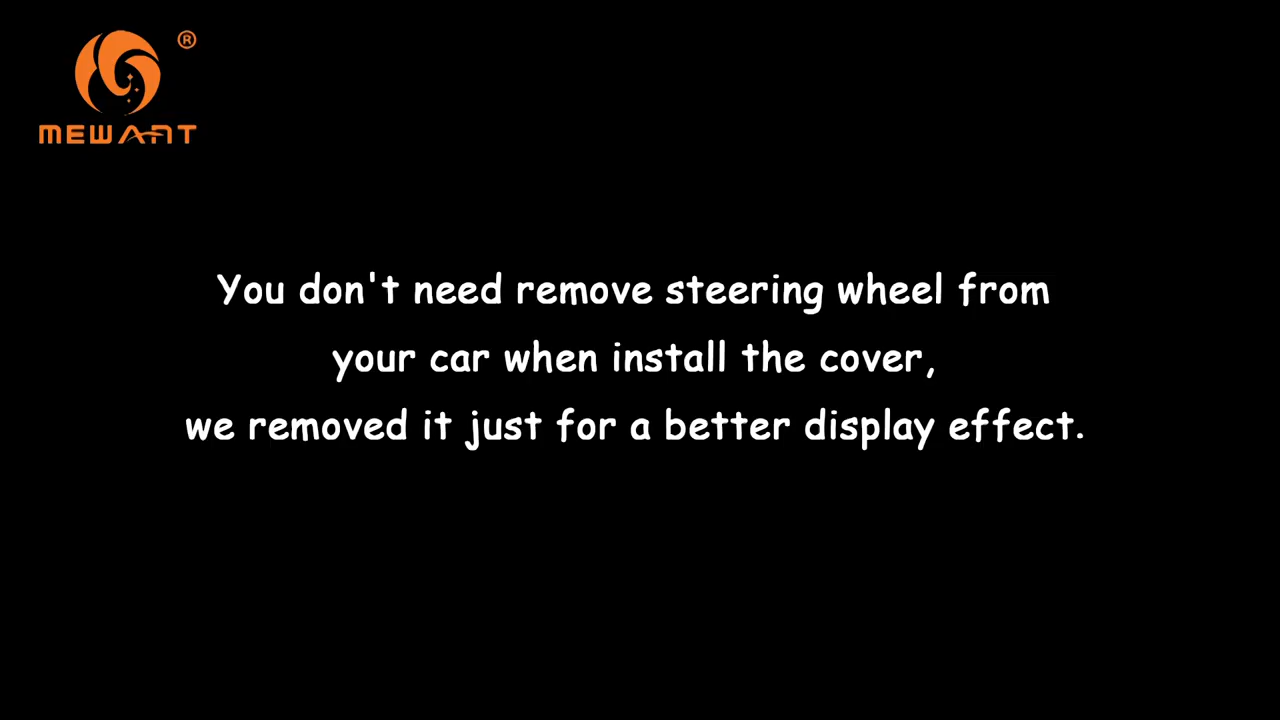 ®
MEWANT
You don't need remove steering wheel from
your car when install the cover,
we removed it just for a better display effect.